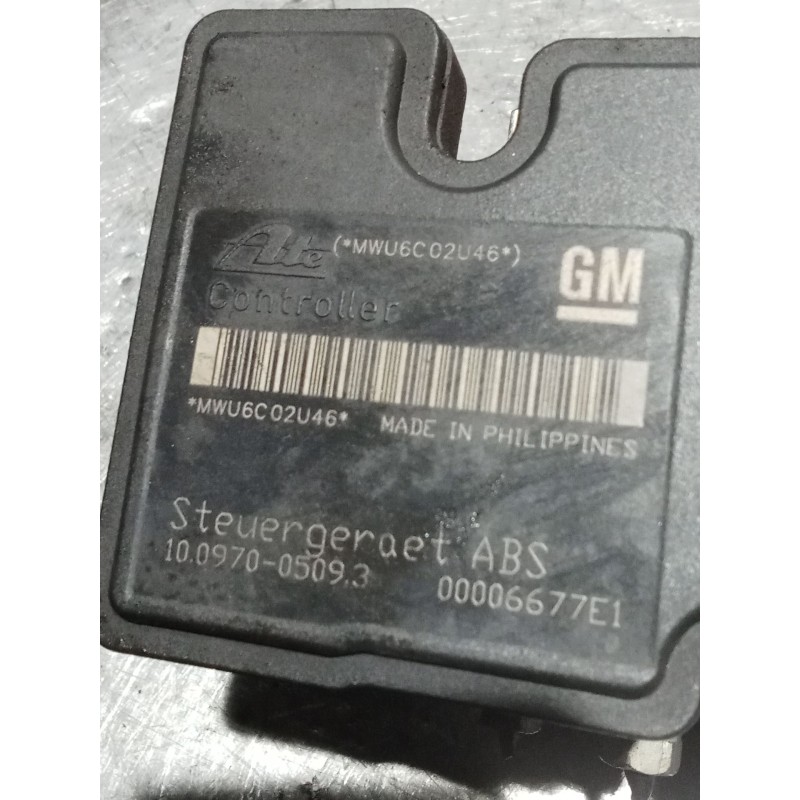 Ate (*MWU6C02U46*)
GM
Controller
*MWU6C02U46* MADE IN PHILIPPINES
Steuergeraet ABS
10.0970-0509.3 00006677E1